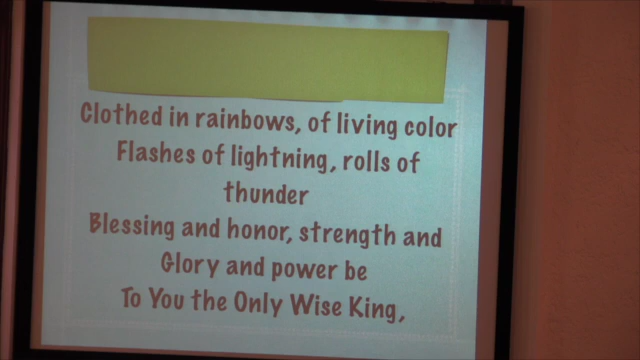 Clothed in rainbows, of living color
Flashes of lightning, rolls of
thunder
Blessing and honor, strength and
Glory and power be
To You the Only Wise King,